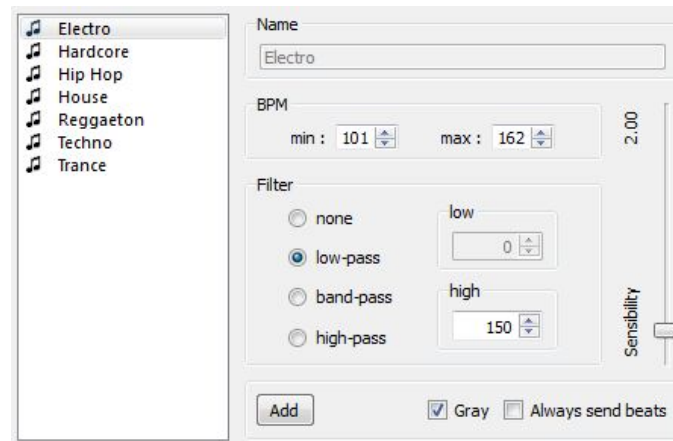 Electro
Hardcore
Hip Hop
House
Reggaeton
Techno
Trance
Name
Electro
BPM
min : 101 max : 162
Filter
none
low-pass
band-pass
high-pass
low
0
high
150
2.00
Sensibility
Add Gray Always send beats